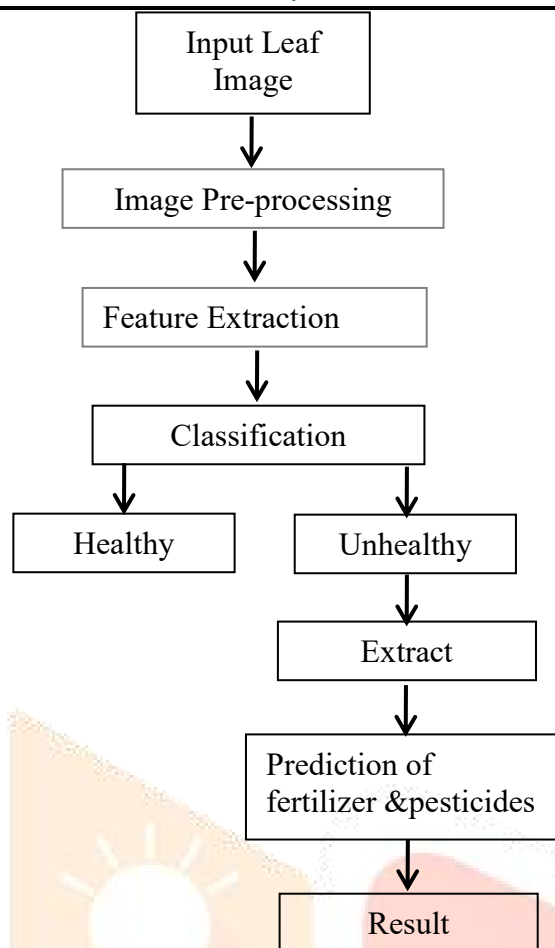 Input Leaf
Image
Image Pre-processing
Feature Extraction
Classification
Healthy
Unhealthy
Extract
Prediction of
fertilizer &pesticides
Result